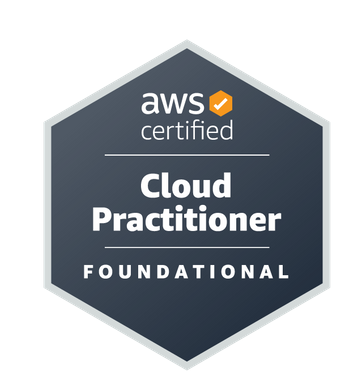 aws
certified
Cloud
Practitioner
FOUNDATIONAL